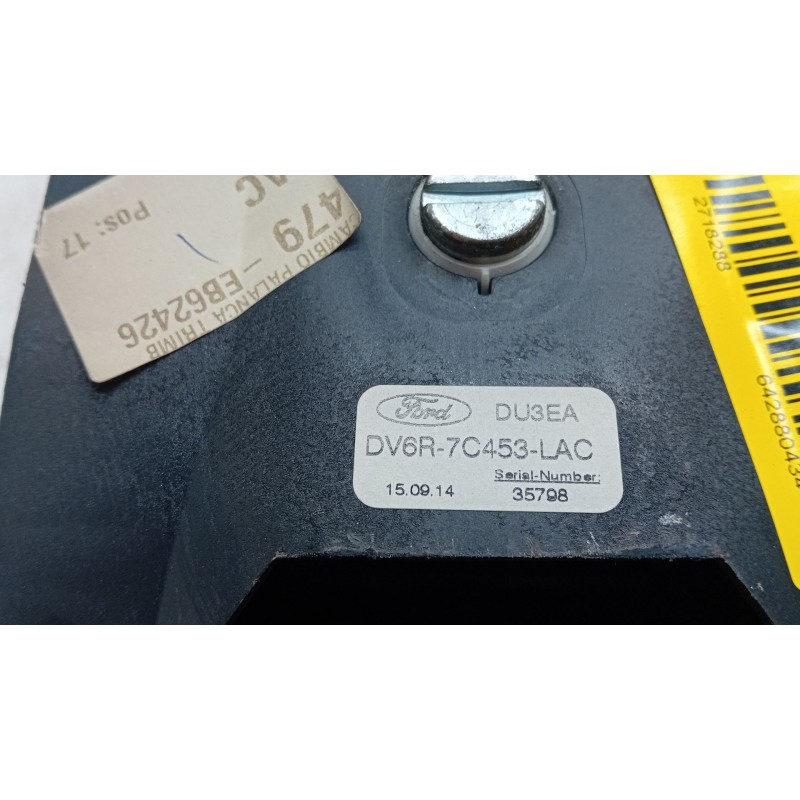 AC
479 - EB62426
CAMBIO PALANCA TRIMB
Pos: 17
2718288
642880434
Ford DU3EA
DV6R-7C453-LAC
Serial-Number:
15.09.14 35798